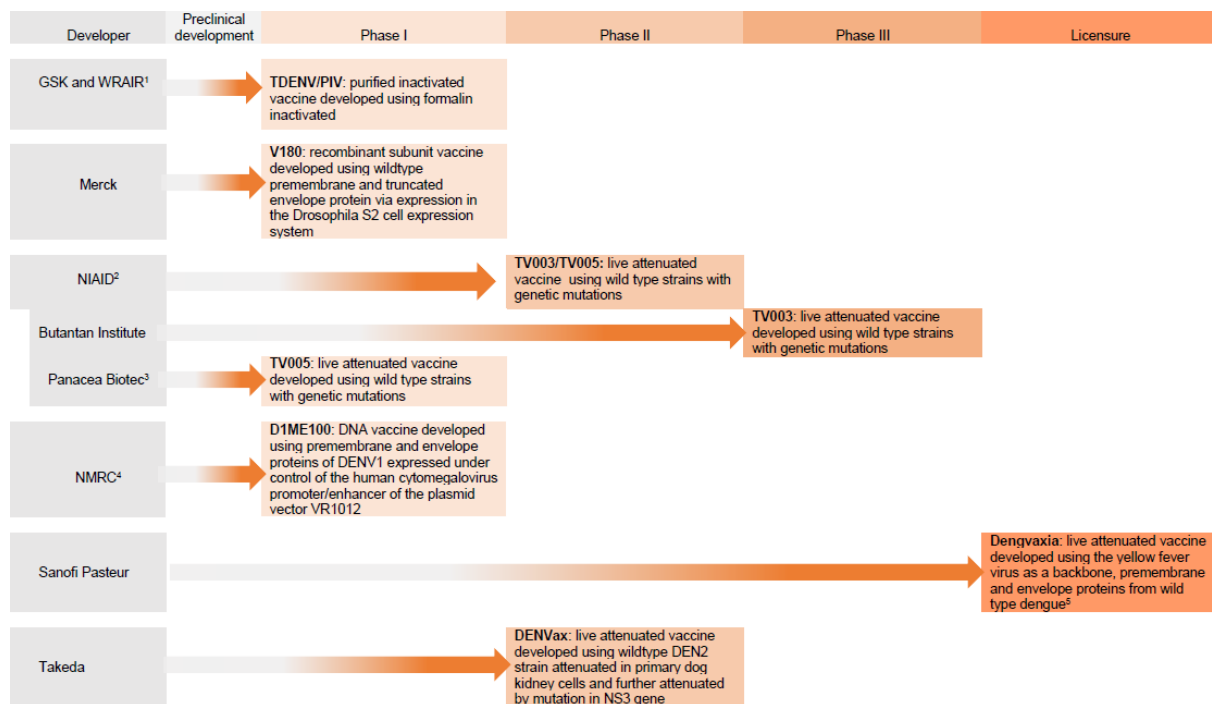 Developer
Preclinical
development
Phase I
Phase II
Phase III
Licensure
GSK and WRAIR¹
TDENV/PIV: purified inactivated
vaccine developed using formalin
inactivated
Merck
V180: recombinant subunit vaccine
developed using wildtype
premembrane and truncated
envelope protein via expression in
the Drosophila S2 cell expression
system
NIAID²
TV003/TV005: live attenuated
vaccine using wild type strains with
genetic mutations
Butantan Institute
TV003: live attenuated vaccine
developed using wild type strains
with genetic mutations
Panacea Biotec³
TV005: live attenuated vaccine
developed using wild type strains
with genetic mutations
NMRC⁴
D1ME100: DNA vaccine developed
using premembrane and envelope
proteins of DENV1 expressed under
control of the human cytomegalovirus
promoter/enhancer of the plasmid
vector VR1012
Sanofi Pasteur
Dengvaxia: live attenuated vaccine
developed using the yellow fever
virus as a backbone, premembrane
and envelope proteins from wild
type dengue⁵
Takeda
DENVax: live attenuated vaccine
developed using wildtype DEN2
strain attenuated in primary dog
kidney cells and further attenuated
by mutation in NS3 gene